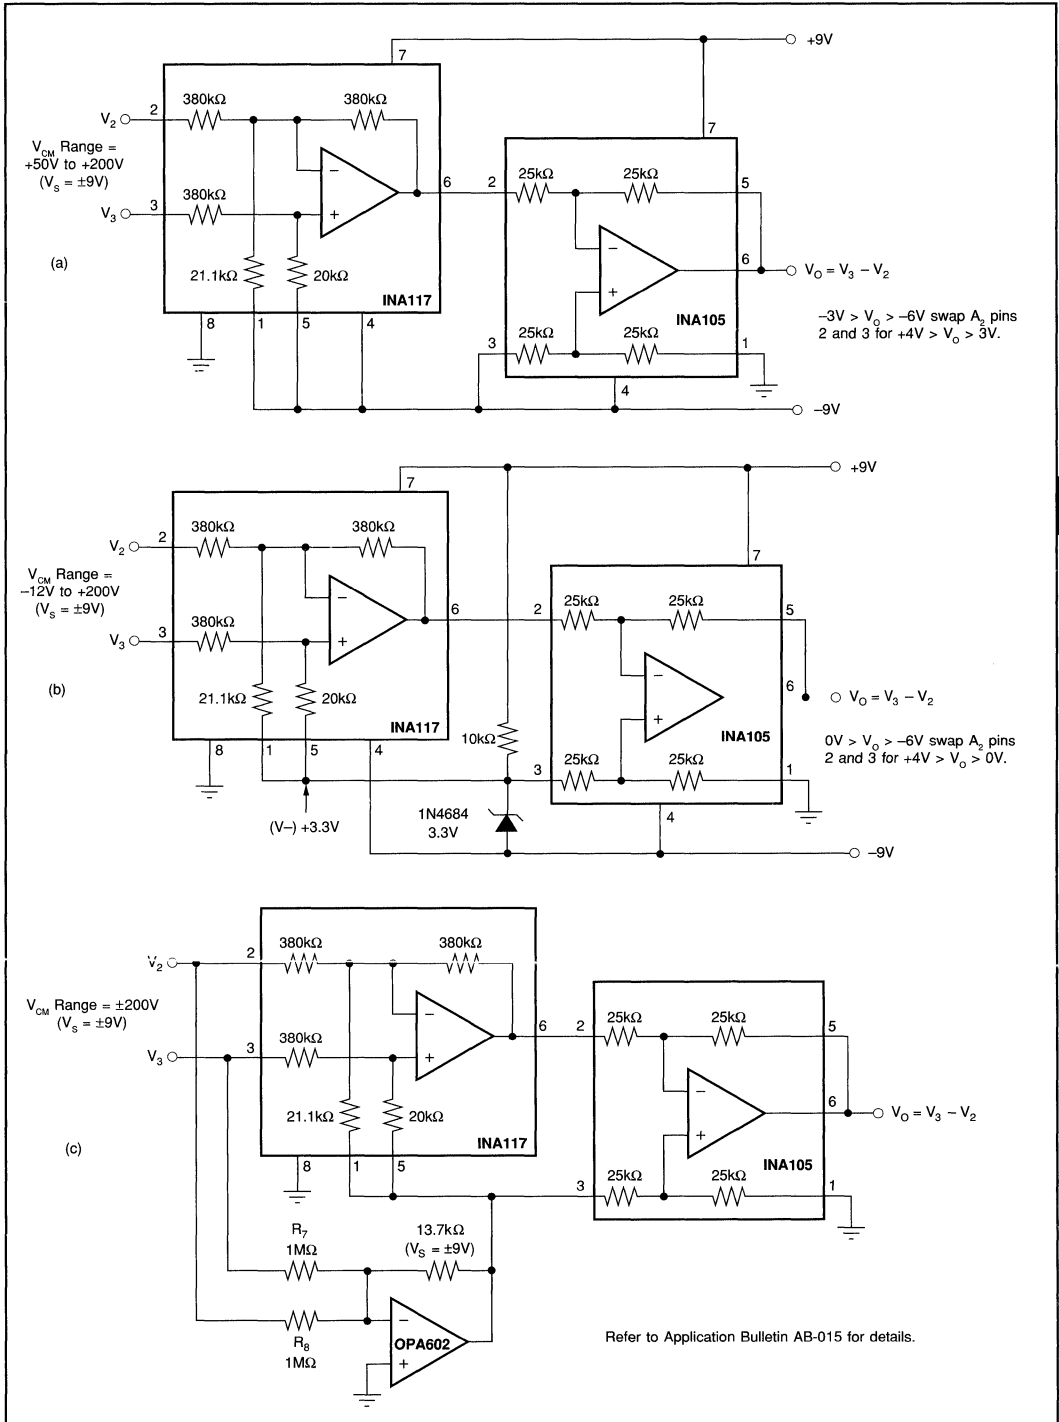 +9V
7
2
380kΩ
380kΩ
V2
VCM Range =
+50V to +200V
(VS = ±9V)
3
380kΩ
V3
(a)
–
+
6
21.1kΩ
20kΩ
INA117
8
1
5
4
7
2
25kΩ
25kΩ
5
–
+
6
VO = V3 – V2
INA105
3
25kΩ
25kΩ
1
4
–3V > VO > –6V swap A2 pins
2 and 3 for +4V > VO > 3V.
–9V
+9V
7
2
380kΩ
380kΩ
V2
VCM Range =
–12V to +200V
(VS = ±9V)
3
380kΩ
V3
(b)
–
+
6
21.1kΩ
20kΩ
INA117
8
1
5
4
10kΩ
(V–) +3.3V
1N4684
3.3V
7
2
25kΩ
25kΩ
5
–
+
6
VO = V3 – V2
INA105
3
25kΩ
25kΩ
1
4
0V > VO > –6V swap A2 pins
2 and 3 for +4V > VO > 0V.
–9V
2
380kΩ
380kΩ
V2
VCM Range = ±200V
(VS = ±9V)
3
380kΩ
V3
(c)
–
+
6
21.1kΩ
20kΩ
INA117
8
1
5
2
25kΩ
25kΩ
5
–
+
6
VO = V3 – V2
INA105
3
25kΩ
25kΩ
1
R7
1MΩ
13.7kΩ
(VS = ±9V)
R8
1MΩ
–
OPA602
+
Refer to Application Bulletin AB-015 for details.